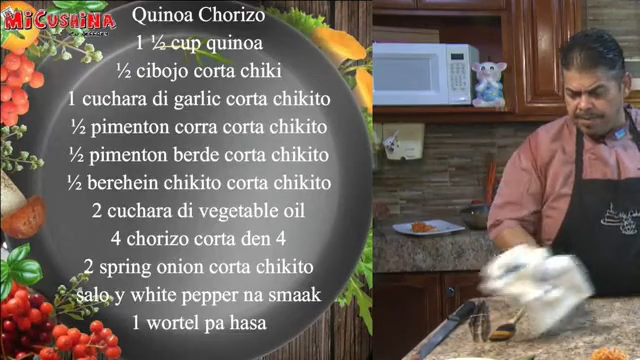 MiCushina
Quinoa Chorizo
1 ½ cup quinoa
½ cibojo corta chiki
1 cuchara di garlic corta chikito
½ pimenton corra corta chikito
½ pimenton berde corta chikito
½ berehein chikito corta chikito
2 cuchara di vegetable oil
4 chorizo corta den 4
2 spring onion corta chikito
salo y white pepper na smaak
1 wortel pa hasa